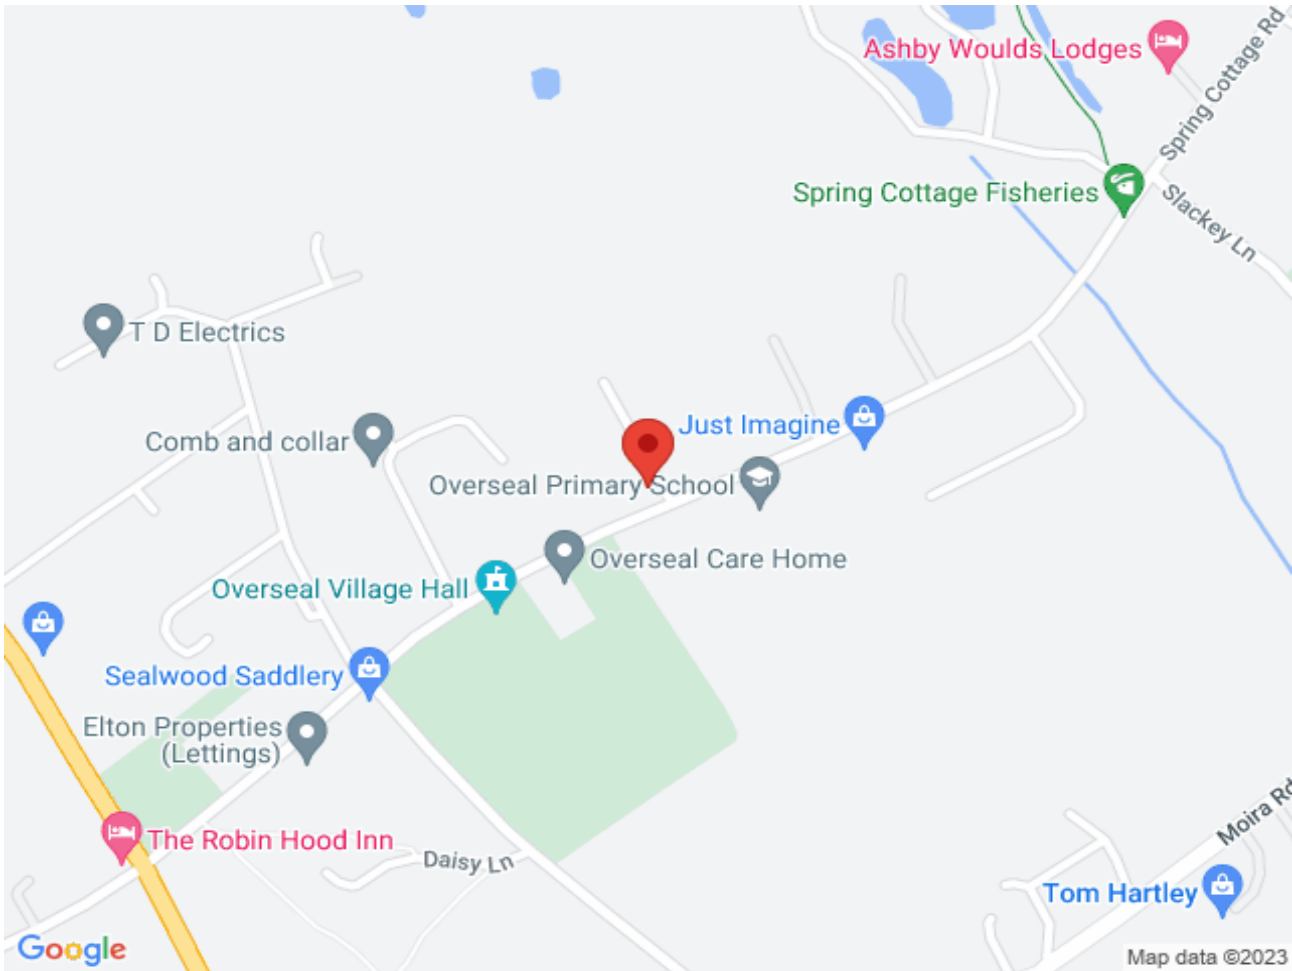 Ashby Woulds Lodges
Spring Cottage Rd
Spring Cottage Fisheries
Slackey Ln
T D Electrics
Just Imagine
Comb and collar
Overseal Primary School
Overseal Care Home
Overseal Village Hall
Sealwood Saddlery
Elton Properties
(Lettings)
Moira Rd
The Robin Hood Inn
Daisy Ln
Tom Hartley
Google
Map data ©2023